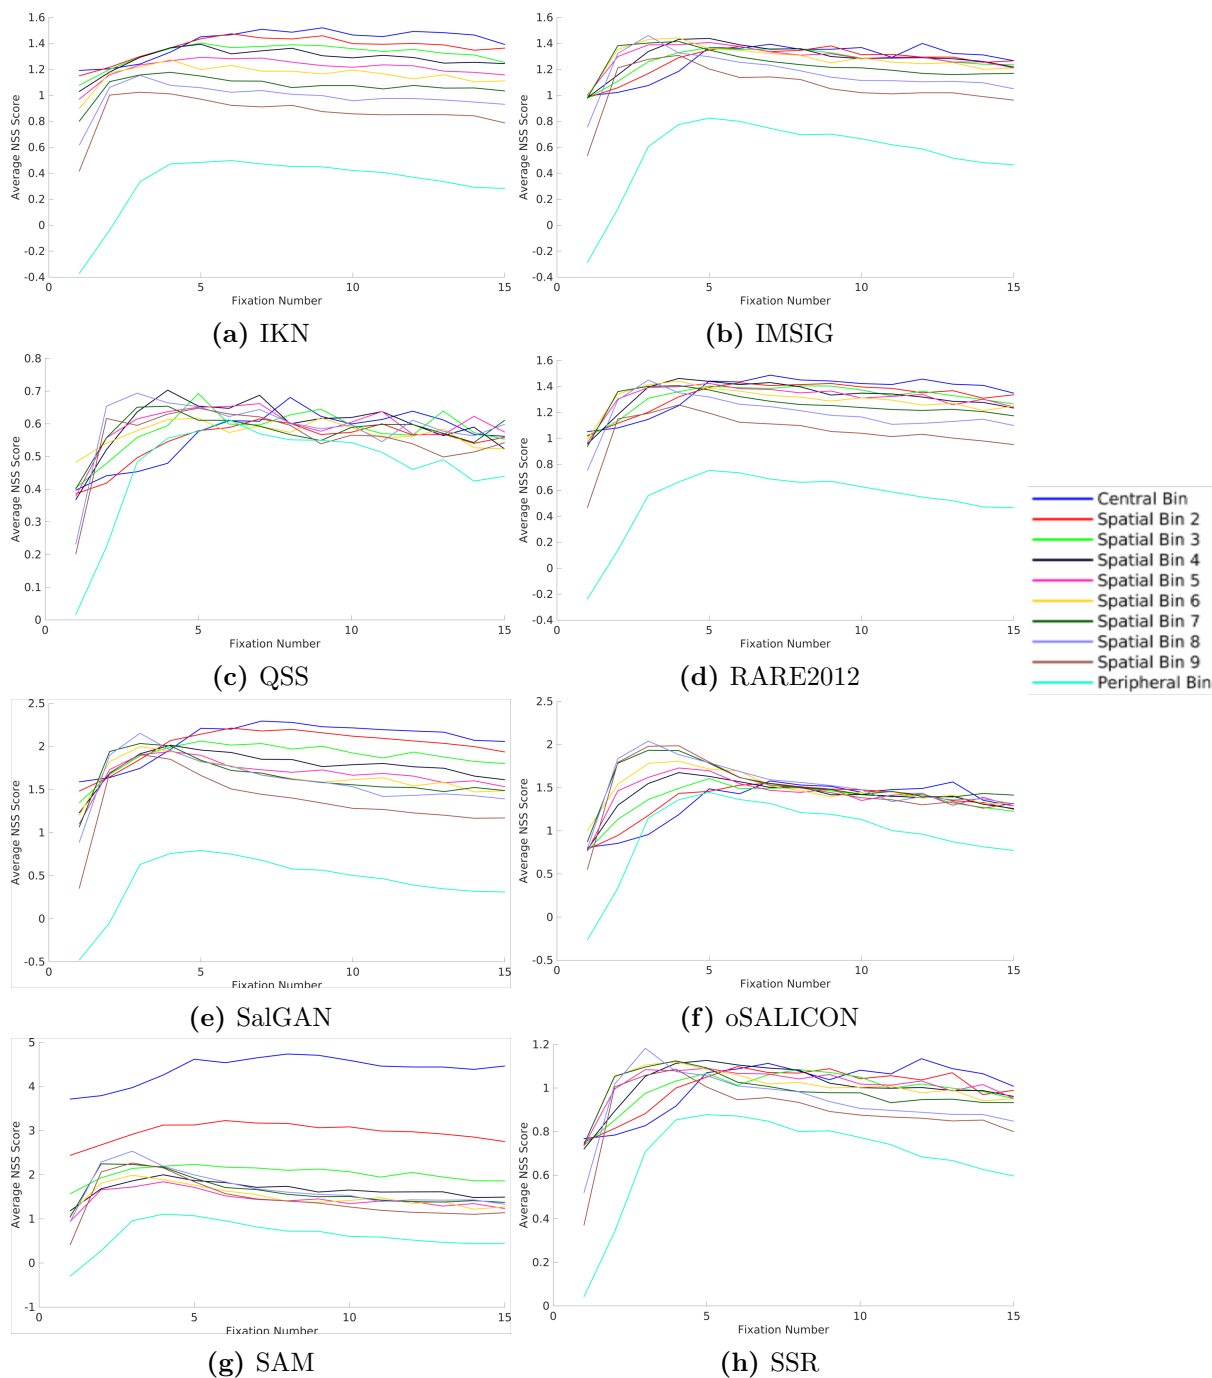 1.6
1.4
1.2
1
0.8
0.6
0.4
0.2
0
-0.2
-0.4
Average NSS Score
0 5 10 15
Fixation Number
(a) IKN
1.6
1.4
1.2
1
0.8
0.6
0.4
0.2
0
-0.2
-0.4
Average NSS Score
0 5 10 15
Fixation Number
(b) IMSIG
0.8
0.7
0.6
0.5
0.4
0.3
0.2
0.1
0
Average NSS Score
0 5 10 15
Fixation Number
(c) QSS
1.6
1.4
1.2
1
0.8
0.6
0.4
0.2
0
-0.2
-0.4
Average NSS Score
0 5 10 15
Fixation Number
(d) RARE2012
Central Bin
Spatial Bin 2
Spatial Bin 3
Spatial Bin 4
Spatial Bin 5
Spatial Bin 6
Spatial Bin 7
Spatial Bin 8
Spatial Bin 9
Peripheral Bin
2.5
2
1.5
1
0.5
0
-0.5
Average NSS Score
0 5 10 15
Fixation Number
(e) SalGAN
2.5
2
1.5
1
0.5
0
-0.5
Average NSS Score
0 5 10 15
Fixation Number
(f) oSALICON
5
4
3
2
1
0
-1
Average NSS Score
0 5 10 15
Fixation Number
(g) SAM
1.2
1
0.8
0.6
0.4
0.2
0
Average NSS Score
0 5 10 15
Fixation Number
(h) SSR